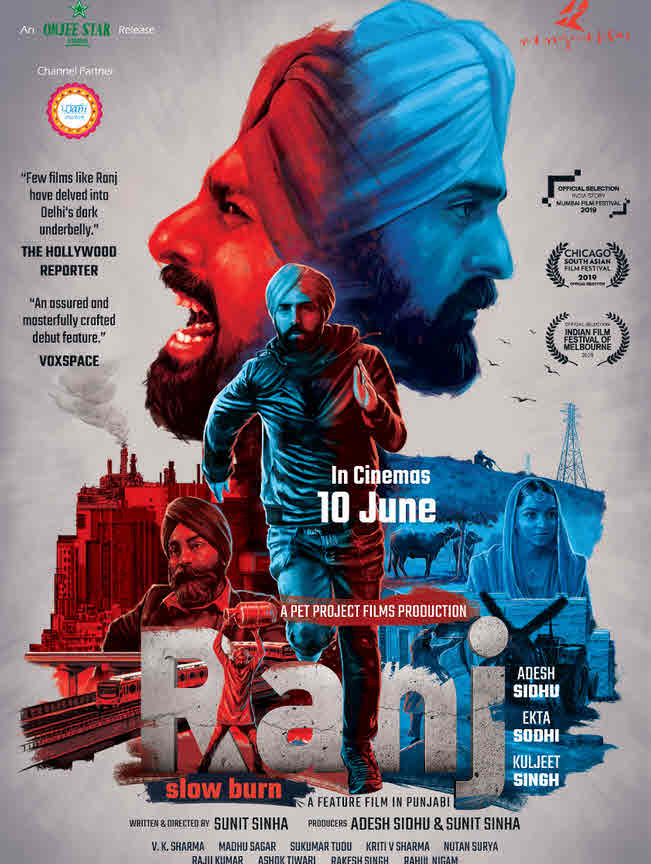 An OMJEE STAR Release
Channel Partner
"Few films like Ranj
have delved into
Delhi's dark
underbelly."
THE HOLLYWOOD
REPORTER
"An assured and
masterfully crafted
debut feature."
VOXSPACE
OFFICIAL SELECTION
INDIA STORY
MUMBAI FILM FESTIVAL
2019
CHICAGO
SOUTH ASIAN
FILM FESTIVAL
2019
OFFICIAL SELECTION
OFFICIAL SELECTION
INDIAN FILM
FESTIVAL OF
MELBOURNE
In Cinemas
10 June
A PET PROJECT FILMS PRODUCTION
Ranj
slow burn
ADESH
SIDHU
EKTA
SODHI
KULJEET
SINGH
A FEATURE FILM IN PUNJABI
WRITTEN & DIRECTED BY SUNIT SINHA PRODUCERS ADESH SIDHU & SUNIT SINHA
V. K. SHARMA MADHU SAGAR SUKUMAR TUDU KRITI V SHARMA NUTAN SURYA
RAJU KUMAR ASHOK TIWARI RAKESH SINGH RAHUL NIGAM